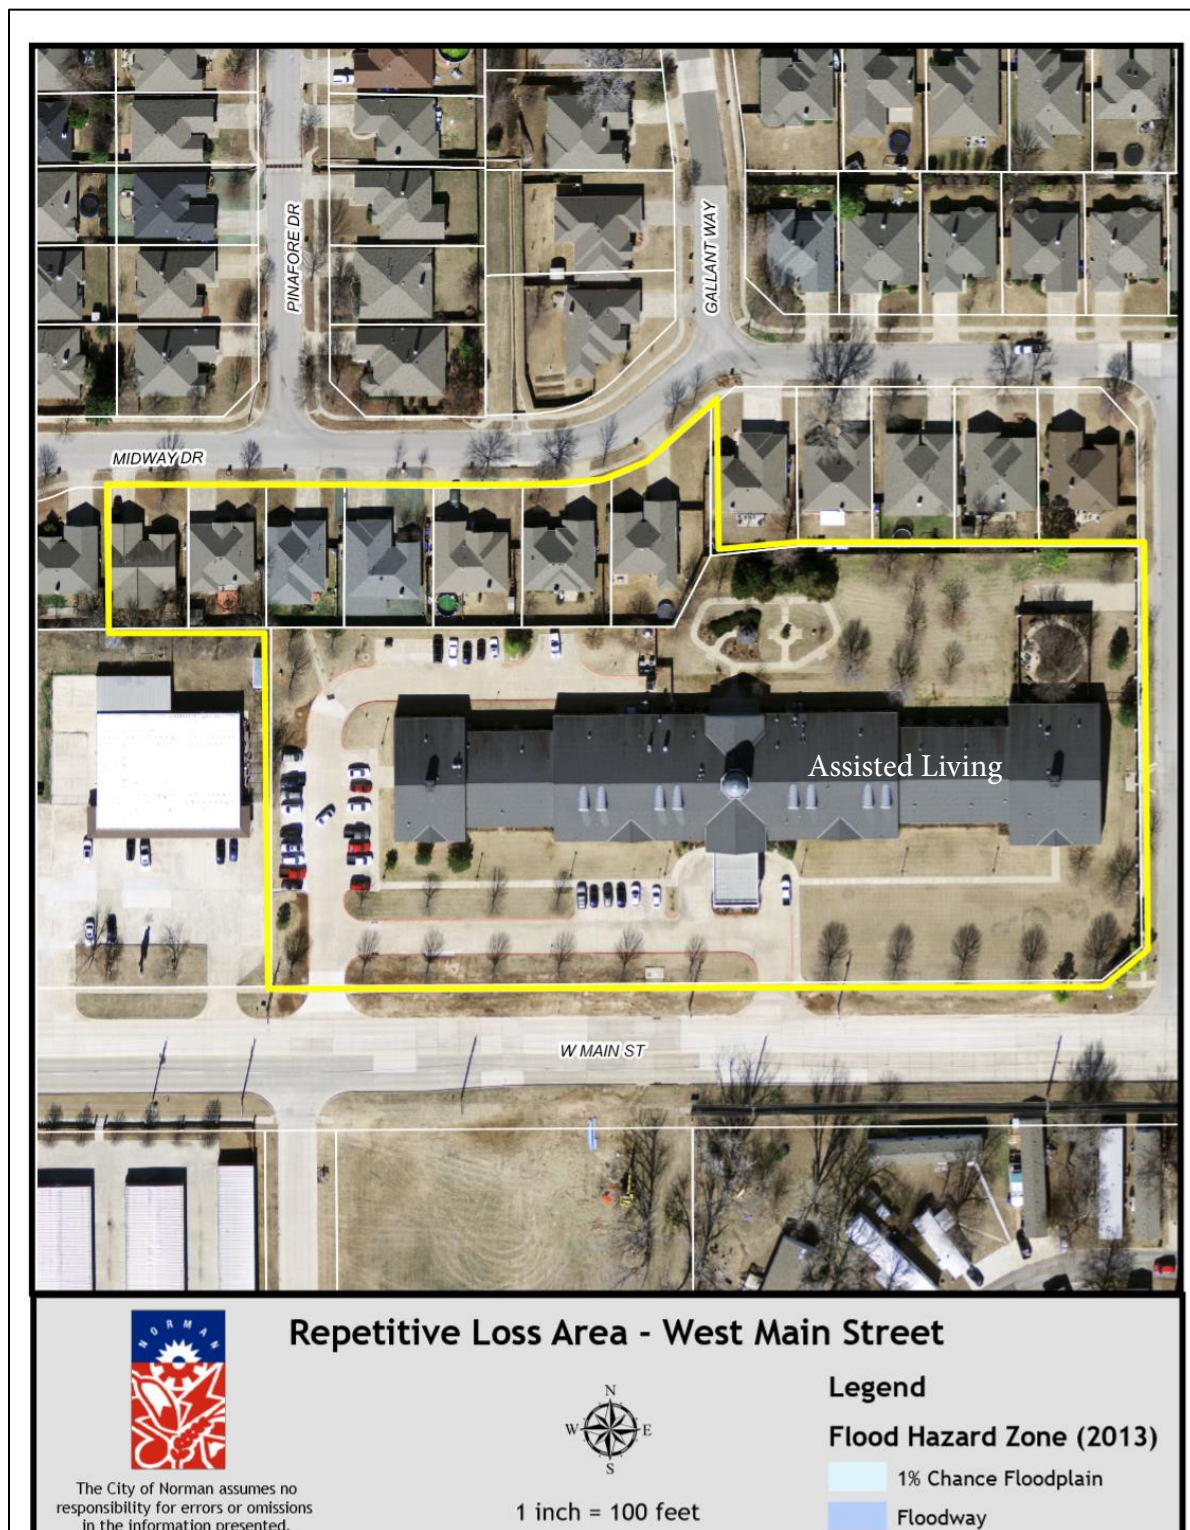 PINAFORE DR
GALLANT WAY
MIDWAY DR
Assisted Living
W MAIN ST
NORMAN
Repetitive Loss Area - West Main Street
N
W E
S
Legend
Flood Hazard Zone (2013)
1% Chance Floodplain
Floodway
The City of Norman assumes no
responsibility for errors or omissions
in the information presented.
1 inch = 100 feet